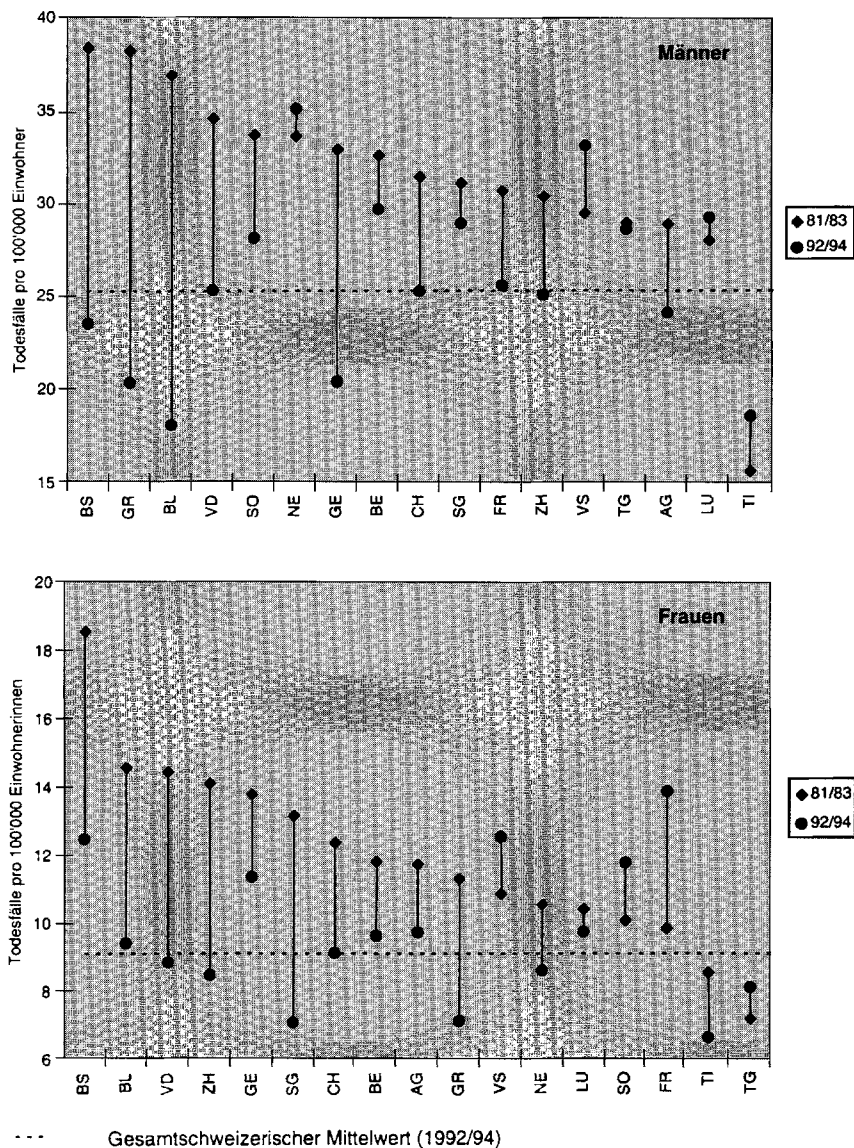 Männer
Todesfälle pro 100'000 Einwohner
40
35
30
25
20
15
BS GR BL VD SO NE GE BE CH SG FR ZH VS TG AG LU TI
81/83
92/94
Frauen
Todesfälle pro 100'000 Einwohnerinnen
20
18
16
14
12
10
8
6
BS BL VD ZH GE SG CH BE AG GR VS NE LU SO FR TI TG
81/83
92/94
- - - Gesamtschweizerischer Mittelwert (1992/94)